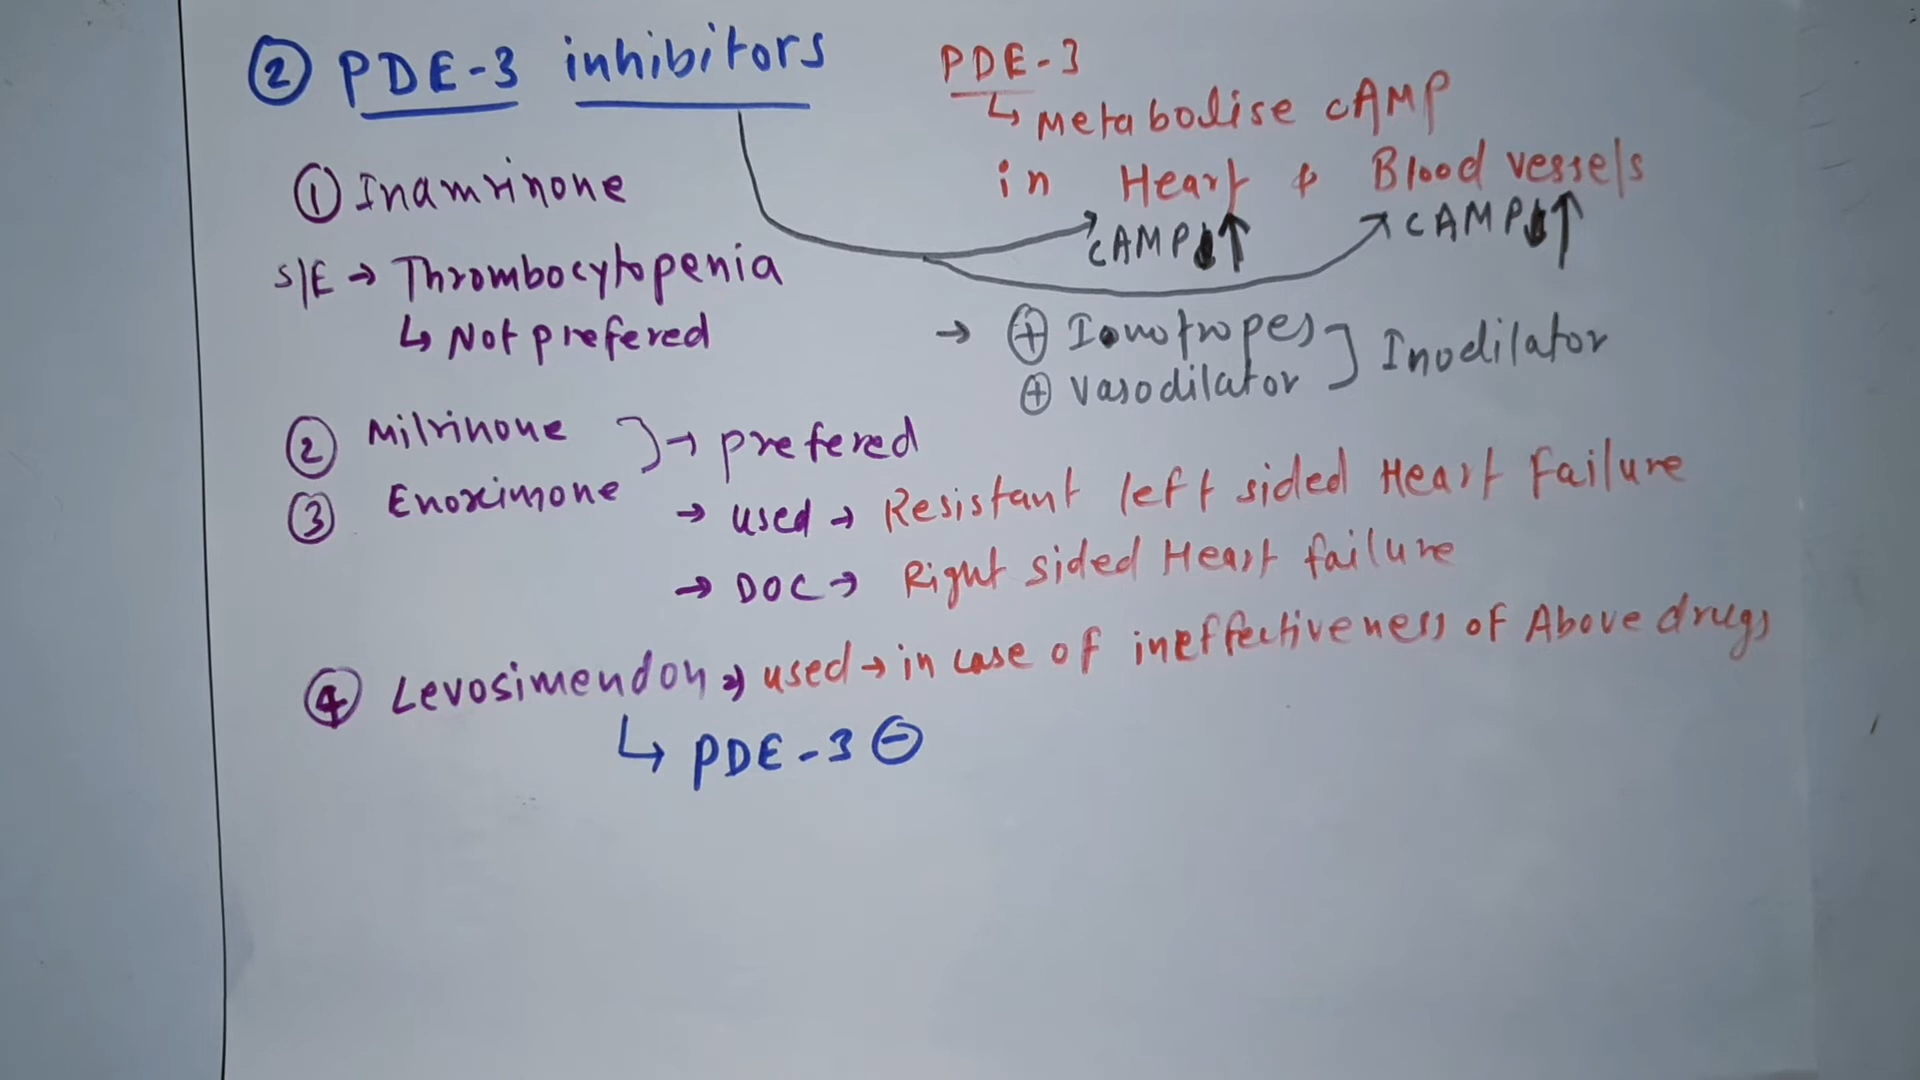 ② PDE-3 inhibitors
PDE-3
↳ Metabolise cAMP
in Heart & Blood vessels
cAMP ↑ cAMP ↑
→ ⊕ Ionotropes
⊕ vasodilator ] Inodilator
① Inamrinone
S/E → Thrombocytopenia
↳ Not prefered
② Milrinone
③ Enoximone ] → prefered
→ used → Resistant left sided Heart Failure
→ DOC → Right sided Heart failure
④ Levosimendon → used → in case of ineffectiveness of Above drugs
↳ PDE-3 ⊖